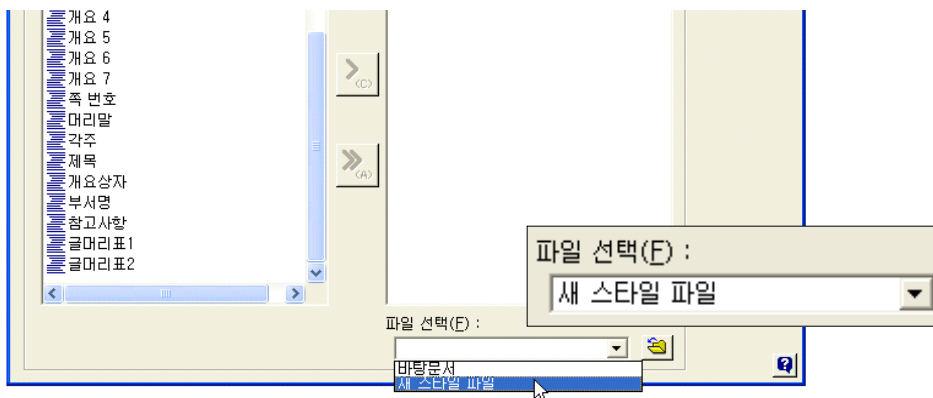 개요 4
개요 5
개요 6
개요 7
쪽 번호
머리말
각주
제목
개요상자
부서명
참고사항
글머리표1
글머리표2
(C)
(A)
파일 선택(F) :
새 스타일 파일
파일 선택(F) :
바탕문서
새 스타일 파일